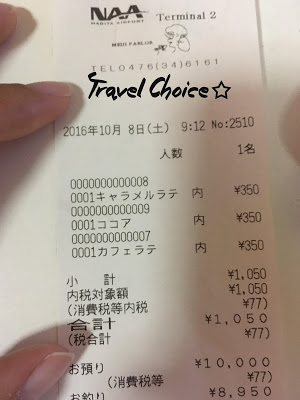 NAA Terminal 2
NARITA AIRPORT
MEIJI PARLOR
TEL0476(34)6161
Travel Choice☆
2016年10月 8日(土) 9:12 No:2510
人数 1名
0000000000008
0001キャラメルラテ 内 ¥350
0000000000009
0001ココア 内 ¥350
0000000000007
0001カフェラテ 内 ¥350
小 計 ¥1,050
内税対象額 ¥1,050
(消費税等内税 ¥77)
合計 ¥1,050
(税合計 ¥77)
お預り ¥10,000
(消費税等 ¥77)
お釣り ¥8,950